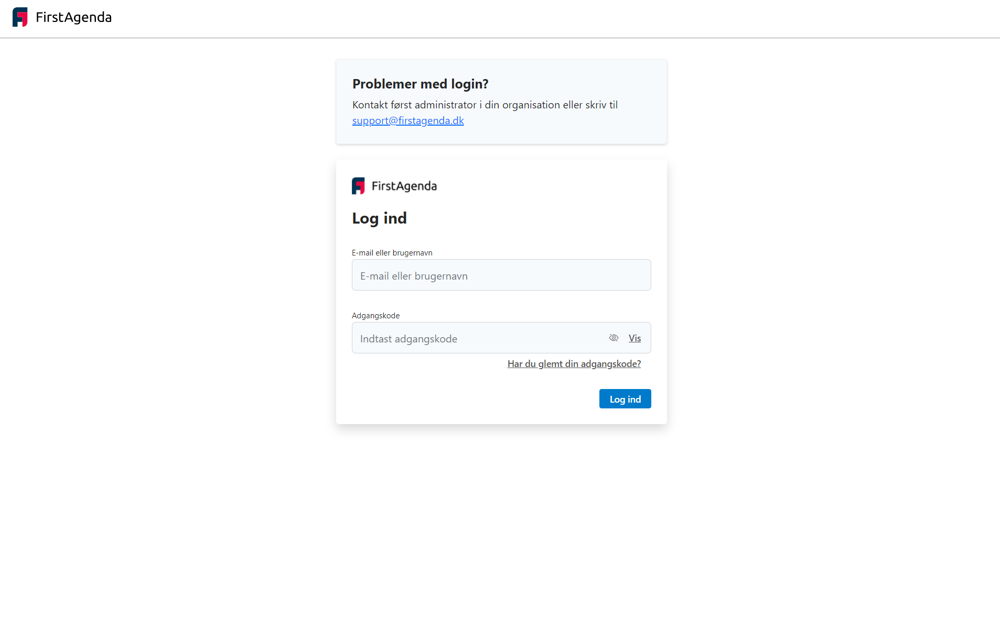 FirstAgenda
Problemer med login?
Kontakt først administrator i din organisation eller skriv til
support@firstagenda.dk
FirstAgenda
Log ind
E-mail eller brugernavn
E-mail eller brugernavn
Adgangskode
Indtast adgangskode
Vis
Har du glemt din adgangskode?
Log ind